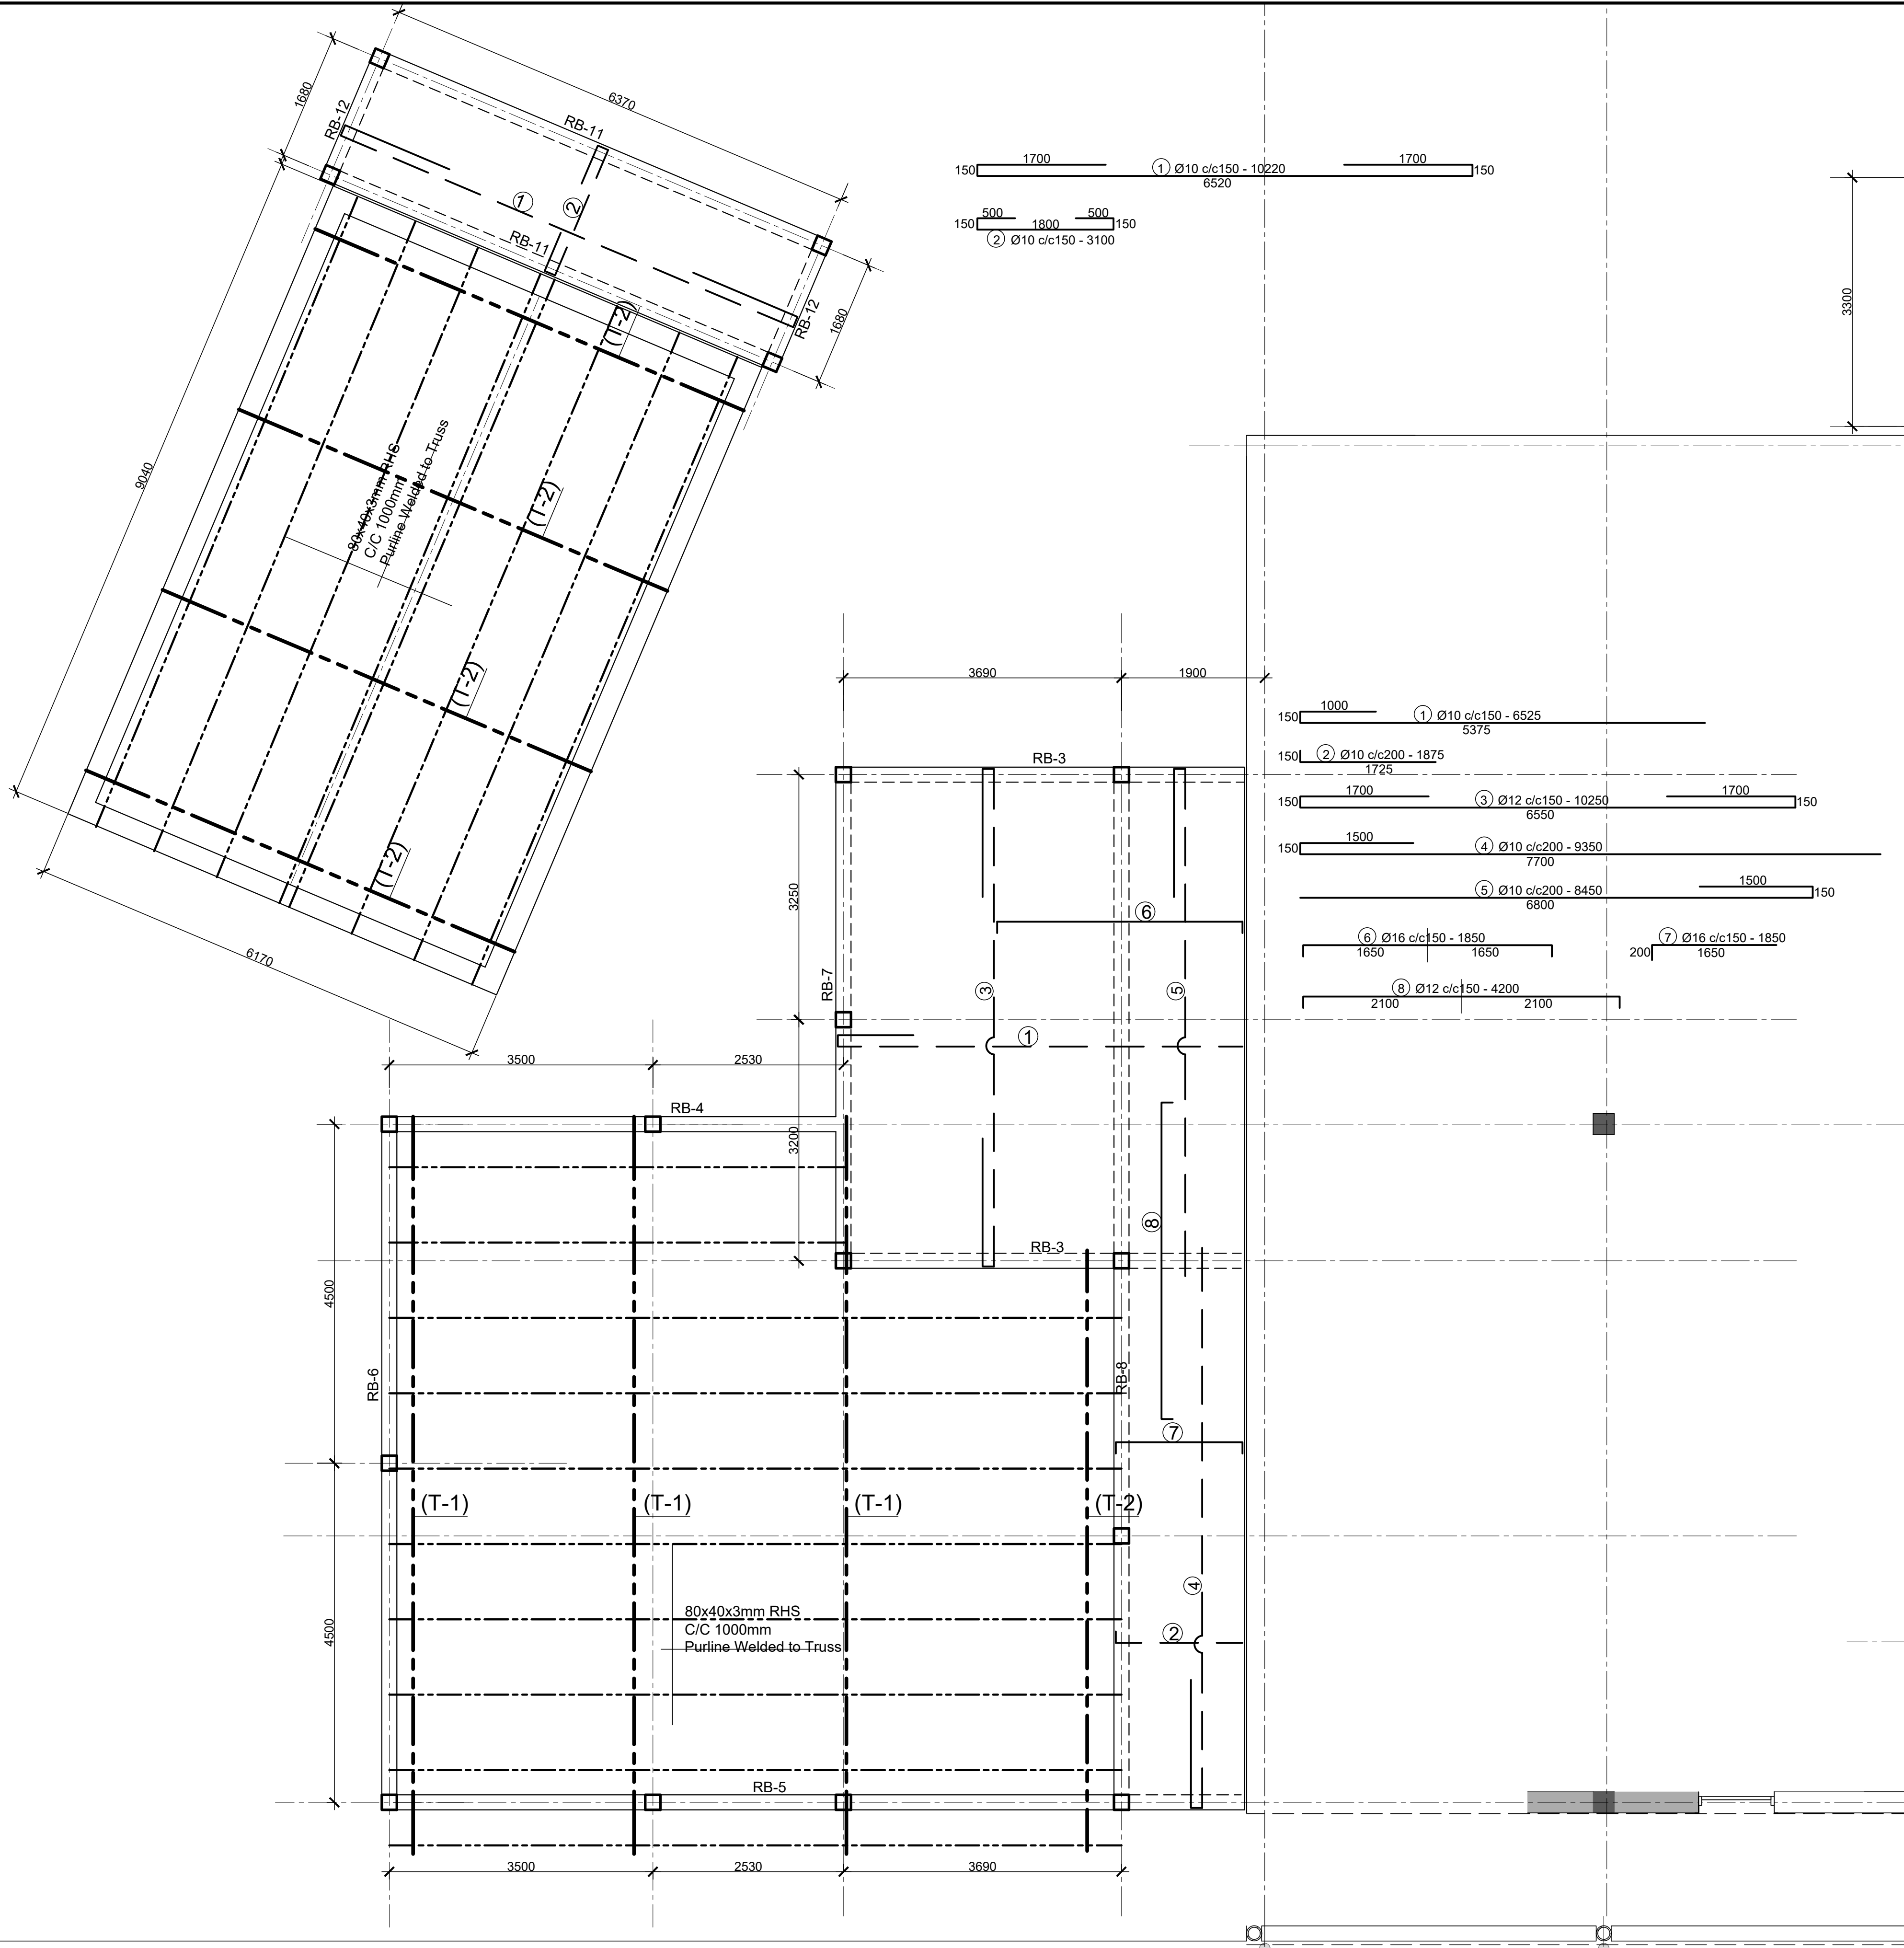 1680
6370
RB-12
RB-11
1
2
RB-11
(T-2)
RB-12
1680
9040
80x40x3mm RHS
C/C 1000mm
Purline Welded to Truss
(T-2)
(T-2)
(T-2)
6170
1700
1700
150
1 Ø10 c/c150 - 10220
150
6520
500
500
150
1800
150
2 Ø10 c/c150 - 3100
3300
3690
1900
1000
150
1 Ø10 c/c150 - 6525
5375
150
2 Ø10 c/c200 - 1875
1725
1700
1700
150
3 Ø12 c/c150 - 10250
150
6550
1500
150
4 Ø10 c/c200 - 9350
7700
1500
5 Ø10 c/c200 - 8450
150
6800
6 Ø16 c/c150 - 1850
1650
1650
7 Ø16 c/c150 - 1850
200
1650
8 Ø12 c/c150 - 4200
2100
2100
RB-3
3250
6
RB-7
3
5
1
3500
2530
RB-4
3200
8
RB-3
4500
RB-6
RB-8
7
(T-1)
(T-1)
(T-1)
(T-2)
4
80x40x3mm RHS
C/C 1000mm
Purline Welded to Truss
4500
2
RB-5
3500
2530
3690